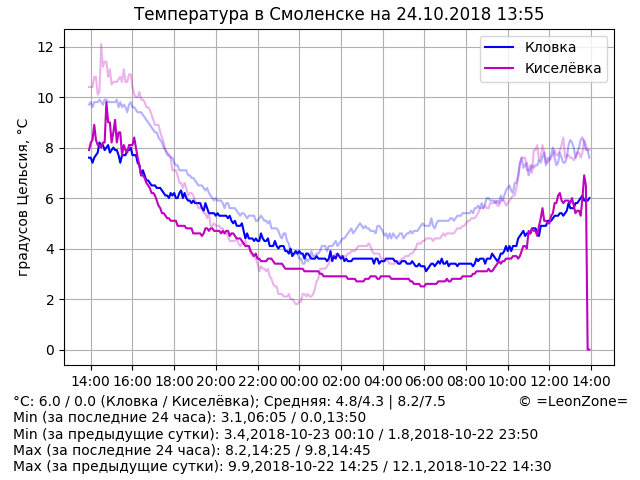 Температура в Смоленске на 24.10.2018 13:55
Кловка
Киселёвка
градусов Цельсия, °C
12
10
8
6
4
2
0
14:00 16:00 18:00 20:00 22:00 00:00 02:00 04:00 06:00 08:00 10:00 12:00 14:00
°C: 6.0 / 0.0 (Кловка / Киселёвка); Средняя: 4.8/4.3 | 8.2/7.5 © =LeonZone=
Min (за последние 24 часа): 3.1,06:05 / 0.0,13:50
Min (за предыдущие сутки): 3.4,2018-10-23 00:10 / 1.8,2018-10-22 23:50
Max (за последние 24 часа): 8.2,14:25 / 9.8,14:45
Max (за предыдущие сутки): 9.9,2018-10-22 14:25 / 12.1,2018-10-22 14:30